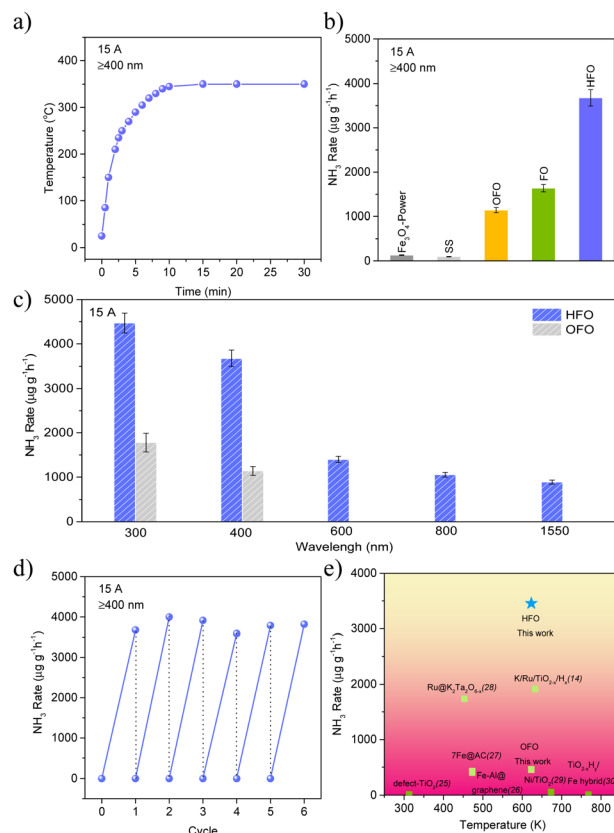 a)
15 A
≥400 nm
Temperature (°C)
400
300
200
100
0
0 5 10 15 20 25 30
Time (min)
b)
15 A
≥400 nm
NH₃ Rate (μg g⁻¹h⁻¹)
5000
4000
3000
2000
1000
0
Fe₃O₄-Power
SS
OFO
FO
HFO
c)
15 A
HFO
OFO
NH₃ Rate (μg g⁻¹h⁻¹)
5000
4000
3000
2000
1000
0
300 400 600 800 1550
Wavelengh (nm)
d)
15 A
≥400 nm
NH₃ Rate (μg g⁻¹h⁻¹)
5000
4000
3000
2000
1000
0
0 1 2 3 4 5 6
Cycle
e)
NH₃ Rate (μg g⁻¹h⁻¹)
4000
3000
2000
1000
0
HFO
This work
K/Ru/TiO₂₋ₓ/Hₓ(14)
Ru@K₂Ta₂O₆₋ₓ(28)
OFO
This work
7Fe@AC(27)
Fe-Al@
graphene(26)
Ni/TiO₂(29)
TiO₂₋ₓHᵧ/
Fe hybrid(30)
defect-TiO₂(25)
300 400 500 600 700 800
Temperature (K)